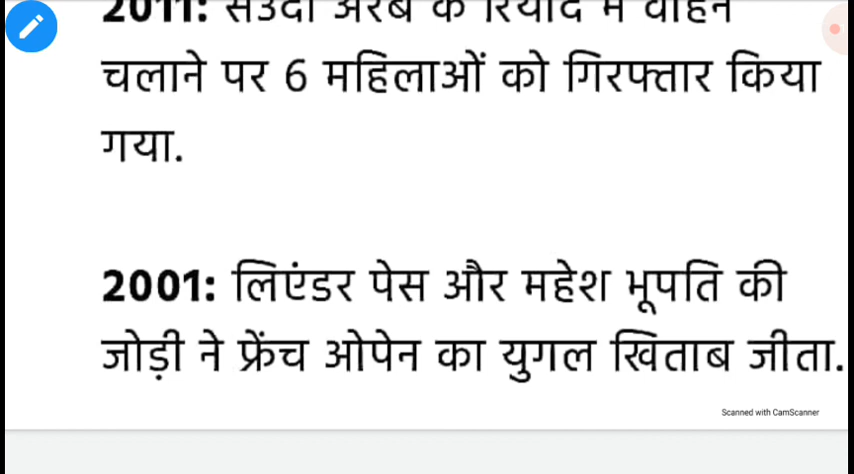 2011: सउदी अरब के रियाद में वाहन
चलाने पर 6 महिलाओं को गिरफ्तार किया
गया.
2001: लिएंडर पेस और महेश भूपति की
जोड़ी ने फ्रेंच ओपेन का युगल खिताब जीता.
Scanned with CamScanner